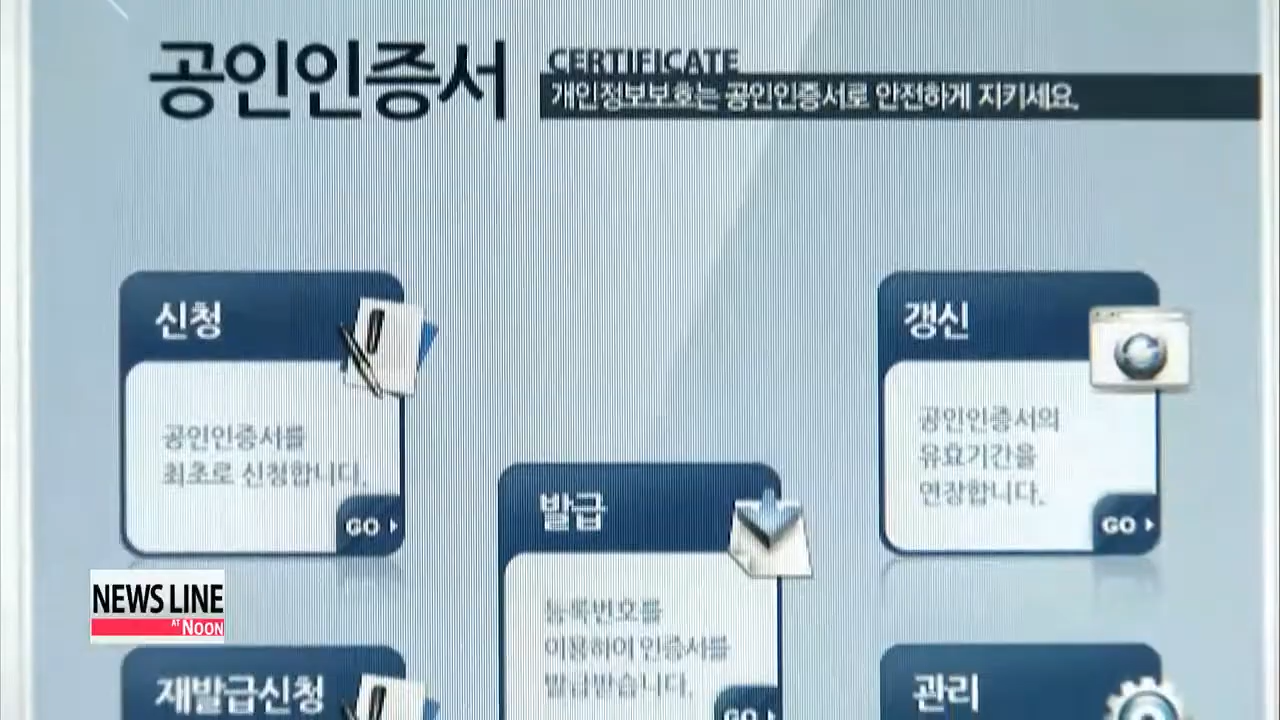 공인인증서
CERTIFICATE
개인정보보호는 공인인증서로 안전하게 지키세요.
신청
공인인증서를
최초로 신청합니다.
GO
갱신
공인인증서의
유효기간을
연장합니다.
GO
발급
등록번호를
이용하여 인증서를
발급받습니다.
GO
재발급신청
관리
NEWS LINE
AT NOON